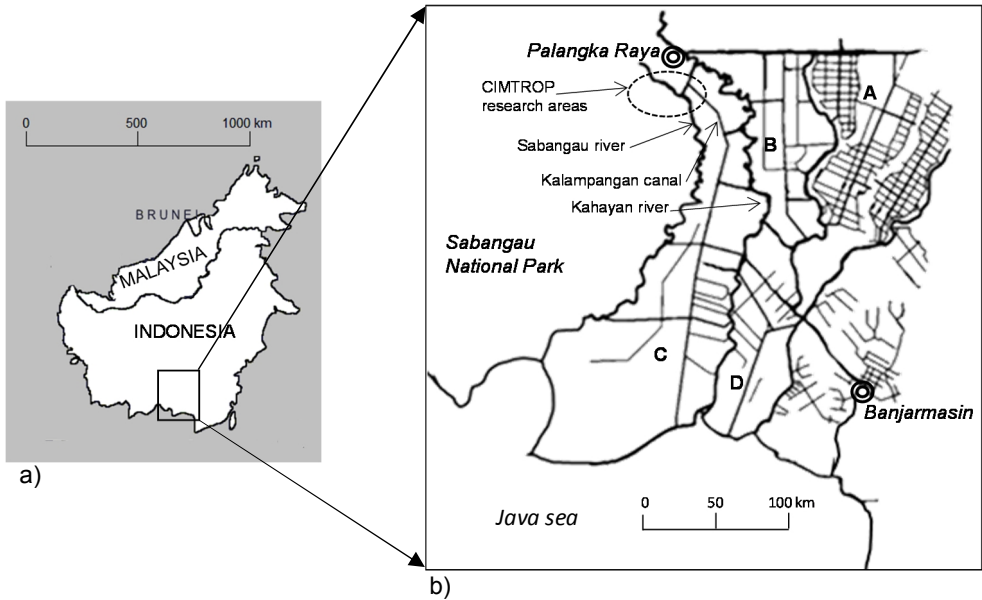 0 500 1000 km
BRUNEI
MALAYSIA
INDONESIA
a)
Palangka Raya
CIMTROP
research areas
Sabangau river
Kalampangan canal
Kahayan river
Sabangau
National Park
A
B
C
D
Banjarmasin
0 50 100 km
Java sea
b)